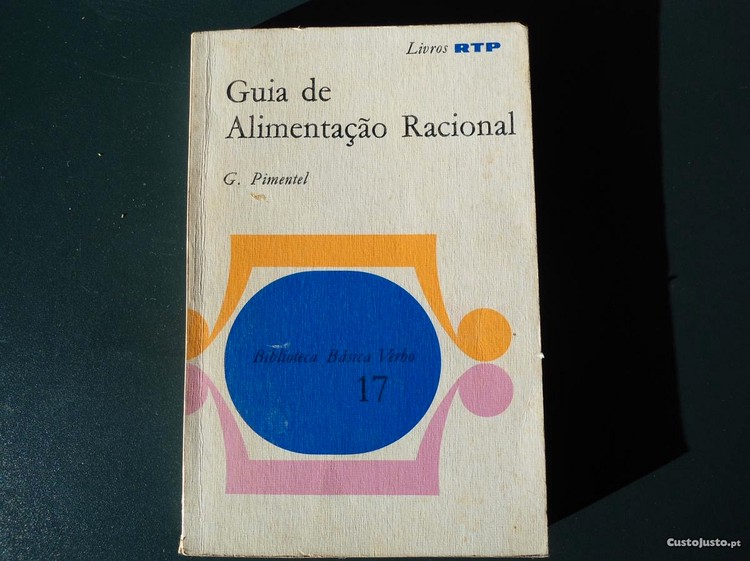 Livros RTP
Guia de
Alimentação Racional
G. Pimentel
Biblioteca Básica Verbo
17
CustoJusto.pt